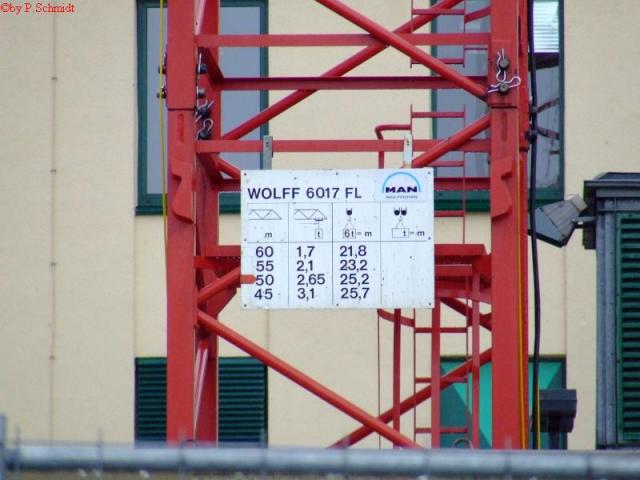 ©by P.Schmidt
WOLFF 6017 FL
MAN
WOLFFKRAN
m t 6t = m t = m
60 1,7 21,8
55 2,1 23,2
50 2,65 25,2
45 3,1 25,7